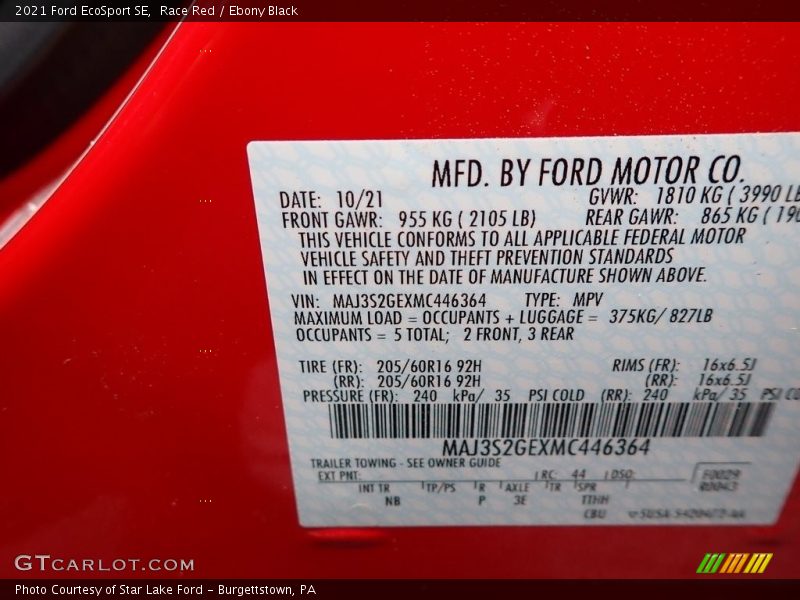 2021 Ford EcoSport SE, Race Red / Ebony Black
MFD. BY FORD MOTOR CO.
DATE: 10/21 GVWR: 1810 KG ( 3990 LB
FRONT GAWR: 955 KG ( 2105 LB) REAR GAWR: 865 KG ( 190
THIS VEHICLE CONFORMS TO ALL APPLICABLE FEDERAL MOTOR
VEHICLE SAFETY AND THEFT PREVENTION STANDARDS
IN EFFECT ON THE DATE OF MANUFACTURE SHOWN ABOVE.
VIN: MAJ3S2GEXMC446364 TYPE: MPV
MAXIMUM LOAD = OCCUPANTS + LUGGAGE = 375KG/ 827LB
OCCUPANTS = 5 TOTAL; 2 FRONT, 3 REAR
TIRE (FR): 205/60R16 92H RIMS (FR): 16x6.5J
(RR): 205/60R16 92H (RR): 16x6.5J
PRESSURE (FR): 240 kPa/ 35 PSI COLD (RR): 240 kPa/ 35 PSI CO
MAJ3S2GEXMC446364
TRAILER TOWING - SEE OWNER GUIDE
EXT PNT: RC: 44 DSO: F0029
R0043
INT TR TP/PS R AXLE TR SPR
NB P 3E TTHH
CBU
GTCARLOT.COM
Photo Courtesy of Star Lake Ford - Burgettstown, PA